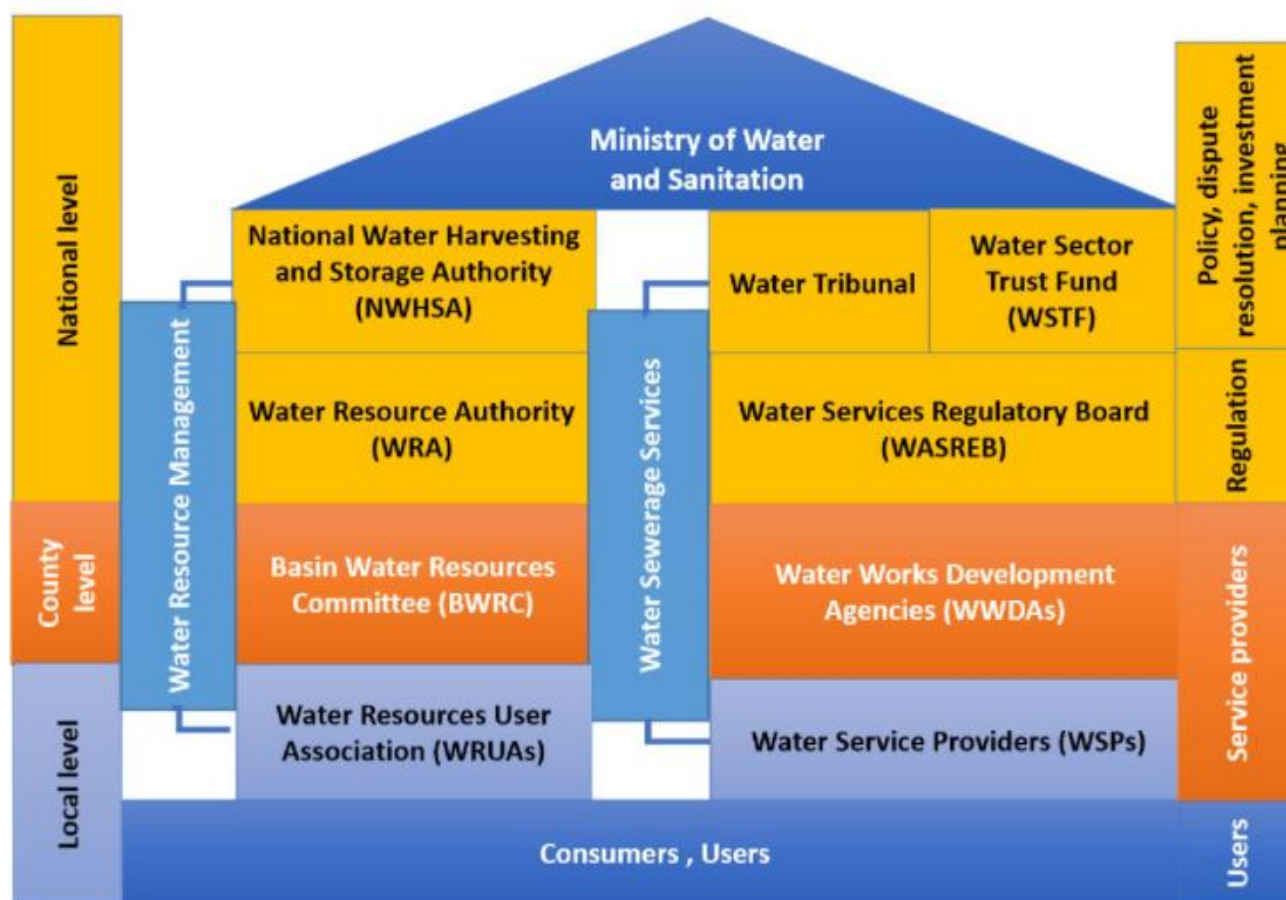 Ministry of Water
and Sanitation
National level
County
level
Local level
Water Resource Management
National Water Harvesting
and Storage Authority
(NWHSA)
Water Resource Authority
(WRA)
Basin Water Resources
Committee (BWRC)
Water Resources User
Association (WRUAs)
Water Sewerage Services
Water Tribunal
Water Sector
Trust Fund
(WSTF)
Water Services Regulatory Board
(WASREB)
Water Works Development
Agencies (WWDAs)
Water Service Providers (WSPs)
Policy, dispute
resolution, investment
planning
Regulation
Service providers
Consumers , Users
Users